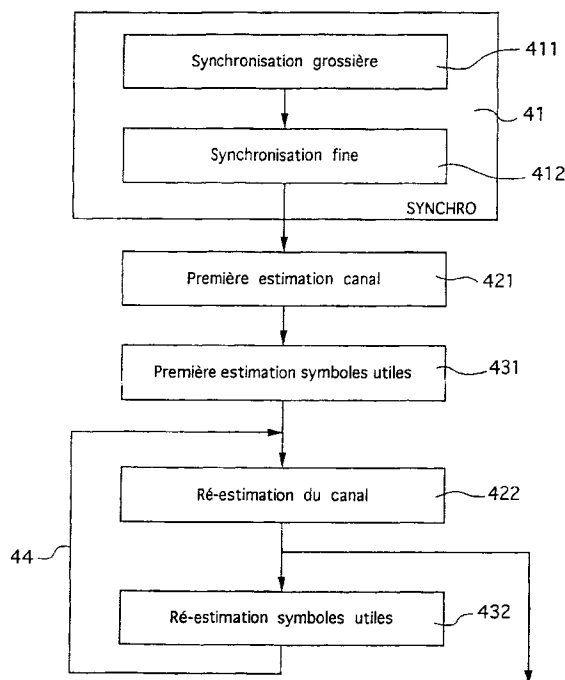 Synchronisation grossière
411
41
Synchronisation fine
412
SYNCHRO
Première estimation canal
421
Première estimation symboles utiles
431
Ré-estimation du canal
422
44
Ré-estimation symboles utiles
432